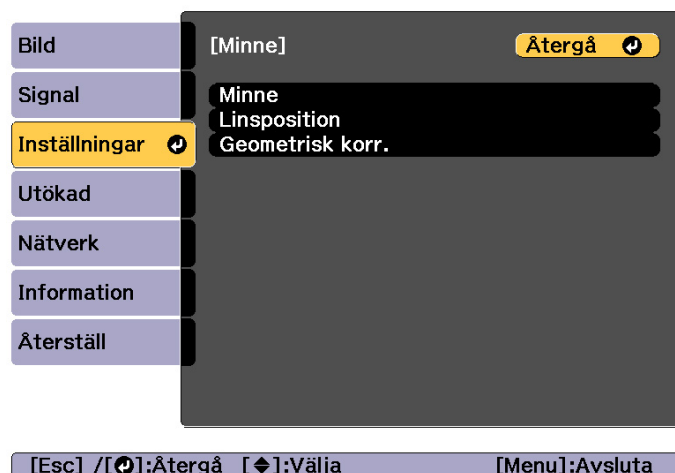 Bild
Signal
Inställningar
Utökad
Nätverk
Information
Återställ
[Minne]
Återgå
Minne
Linsposition
Geometrisk korr.
[Esc] /[ ]:Återgå [ ]:Välja [Menu]:Avsluta